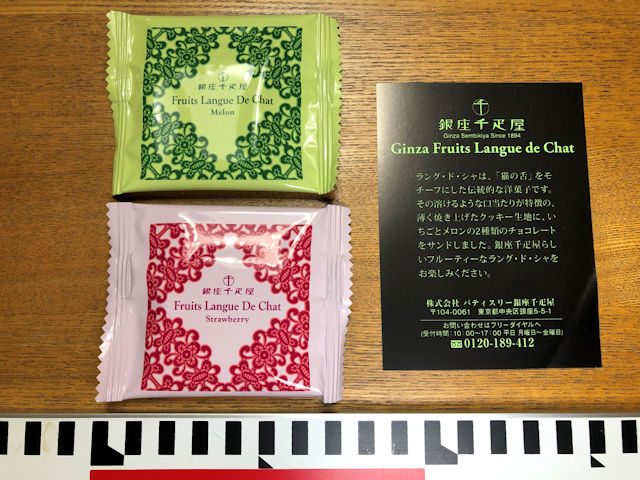 銀座千疋屋
Fruits Langue De Chat
Melon
銀座千疋屋
Fruits Langue De Chat
Strawberry
千
銀座千疋屋
Ginza Sembikiya Since 1894
Ginza Fruits Langue de Chat
ラング・ド・シャは、「猫の舌」をモ
チーフにした伝統的な洋菓子です。
その溶けるような口当たりが特徴の、
薄く焼き上げたクッキー生地に、い
ちごとメロンの2種類のチョコレート
をサンドしました。銀座千疋屋らし
いフルーティーなラング・ド・シャを
お楽しみください。
株式会社 パティスリー銀座千疋屋
〒104-0061 東京都中央区銀座5-5-1
お問い合わせはフリーダイヤルへ
(受付時間:10:00~17:00 平日 月曜日~金曜日)
0120-189-412